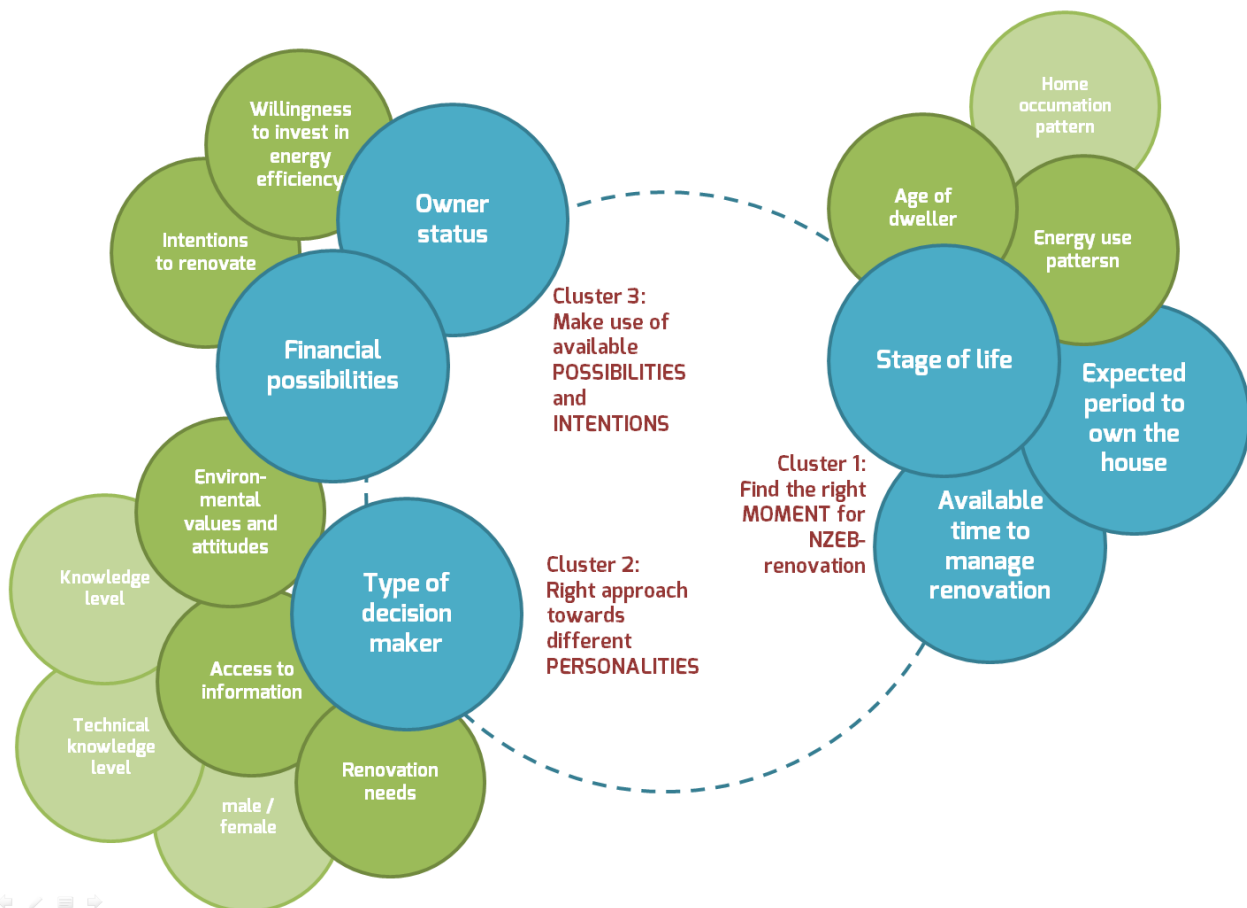 Willingness
to invest in
energy
efficiency
Owner
status
Intentions
to renovate
Financial
possibilities
Cluster 3:
Make use of
available
POSSIBILITIES
and
INTENTIONS
Home
occumation
pattern
Age of
dweller
Energy use
pattersn
Stage of life
Expected
period to
own the
house
Available
time to
manage
renovation
Cluster 1:
Find the right
MOMENT for
NZEB-
renovation
Environ-
mental
values and
attitudes
Knowledge
level
Type of
decision
maker
Cluster 2:
Right approach
towards
different
PERSONALITIES
Access to
information
Technical
knowledge
level
male /
female
Renovation
needs